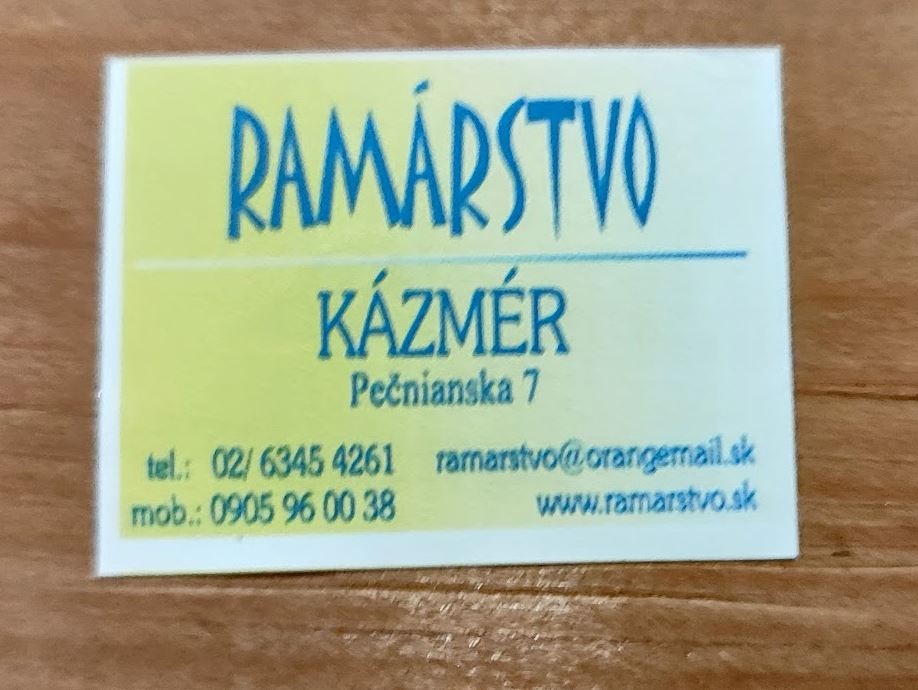 RAMÁRSTVO
KÁZMÉR
Pečnianska 7
tel.: 02/ 6345 4261 ramarstvo@orangemail.sk
mob.: 0905 96 00 38 www.ramarstvo.sk